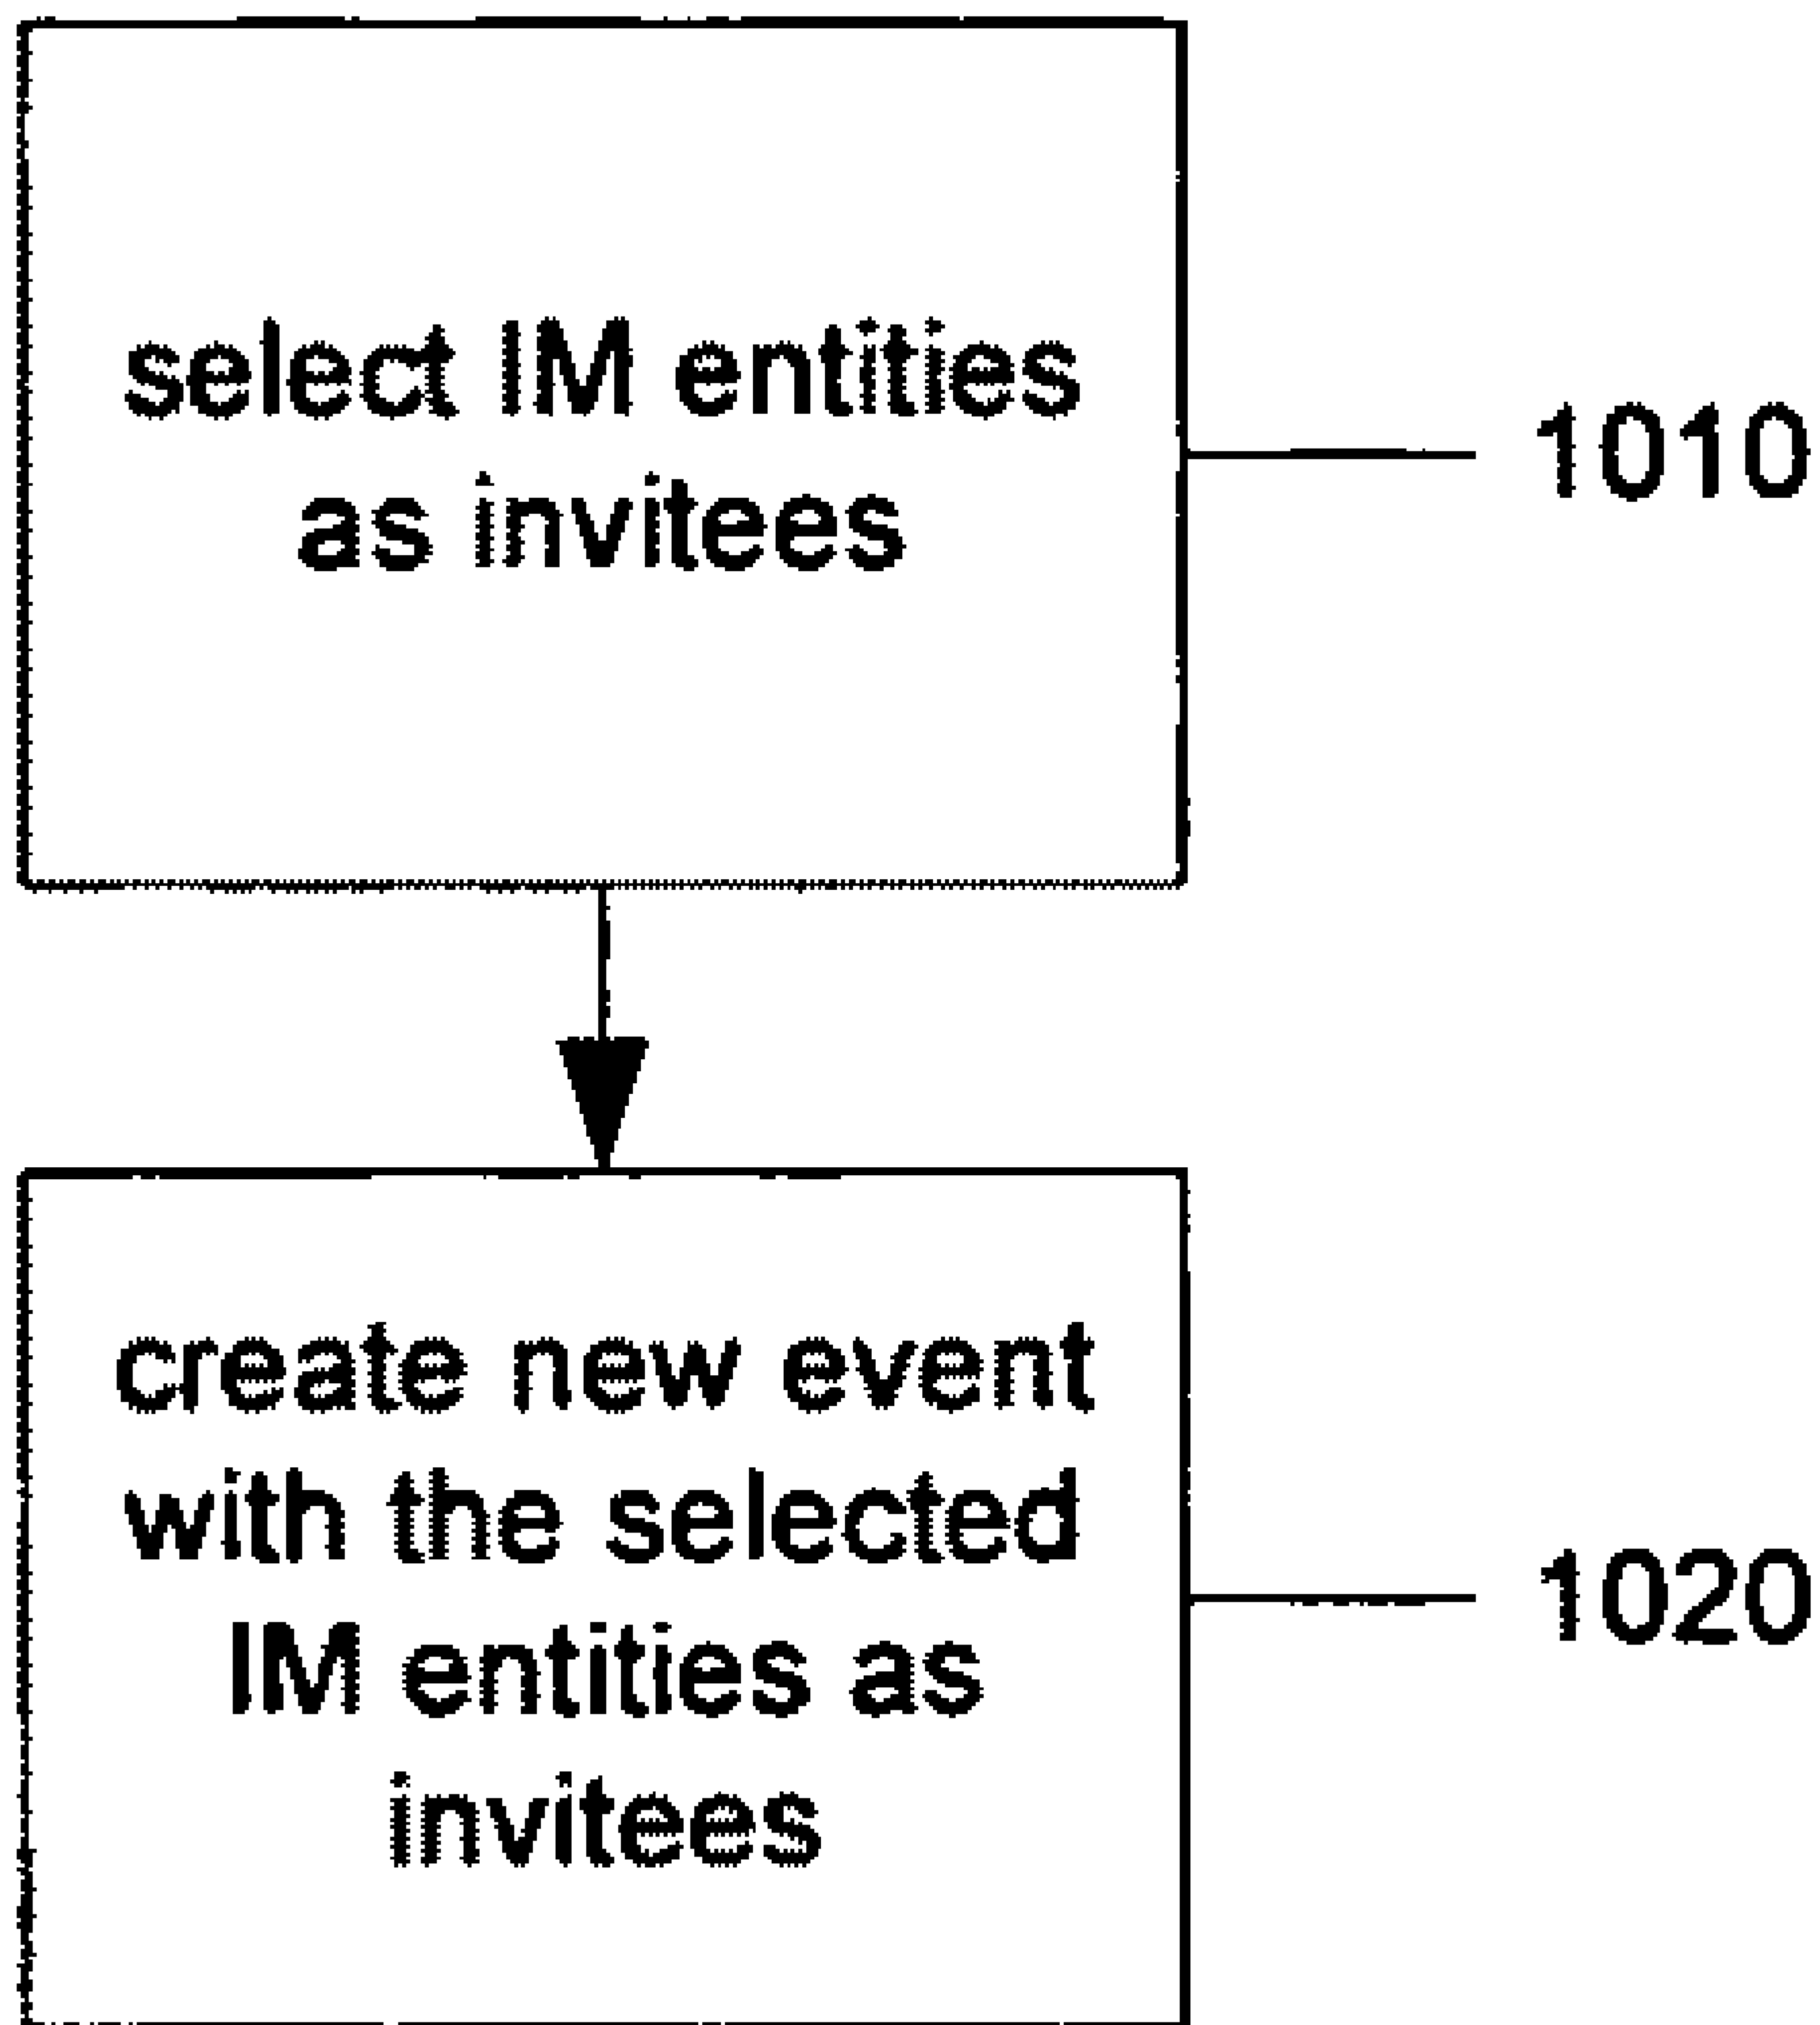 select IM entities
as invitees
1010
create new event
with the selected
IM entities as
invitees
1020